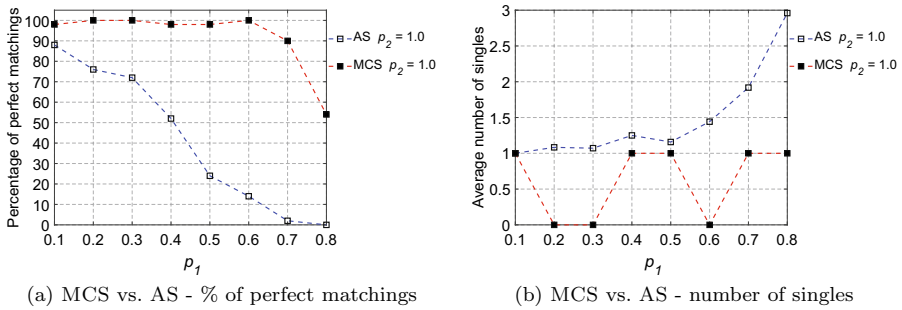 Percentage of perfect matchings
100
90
80
70
60
50
40
30
20
10
0
0.1 0.2 0.3 0.4 0.5 0.6 0.7 0.8
p1
AS p2 = 1.0
MCS p2 = 1.0
(a) MCS vs. AS - % of perfect matchings
Average number of singles
3
2.5
2
1.5
1
0.5
0
0.1 0.2 0.3 0.4 0.5 0.6 0.7 0.8
p1
AS p2 = 1.0
MCS p2 = 1.0
(b) MCS vs. AS - number of singles